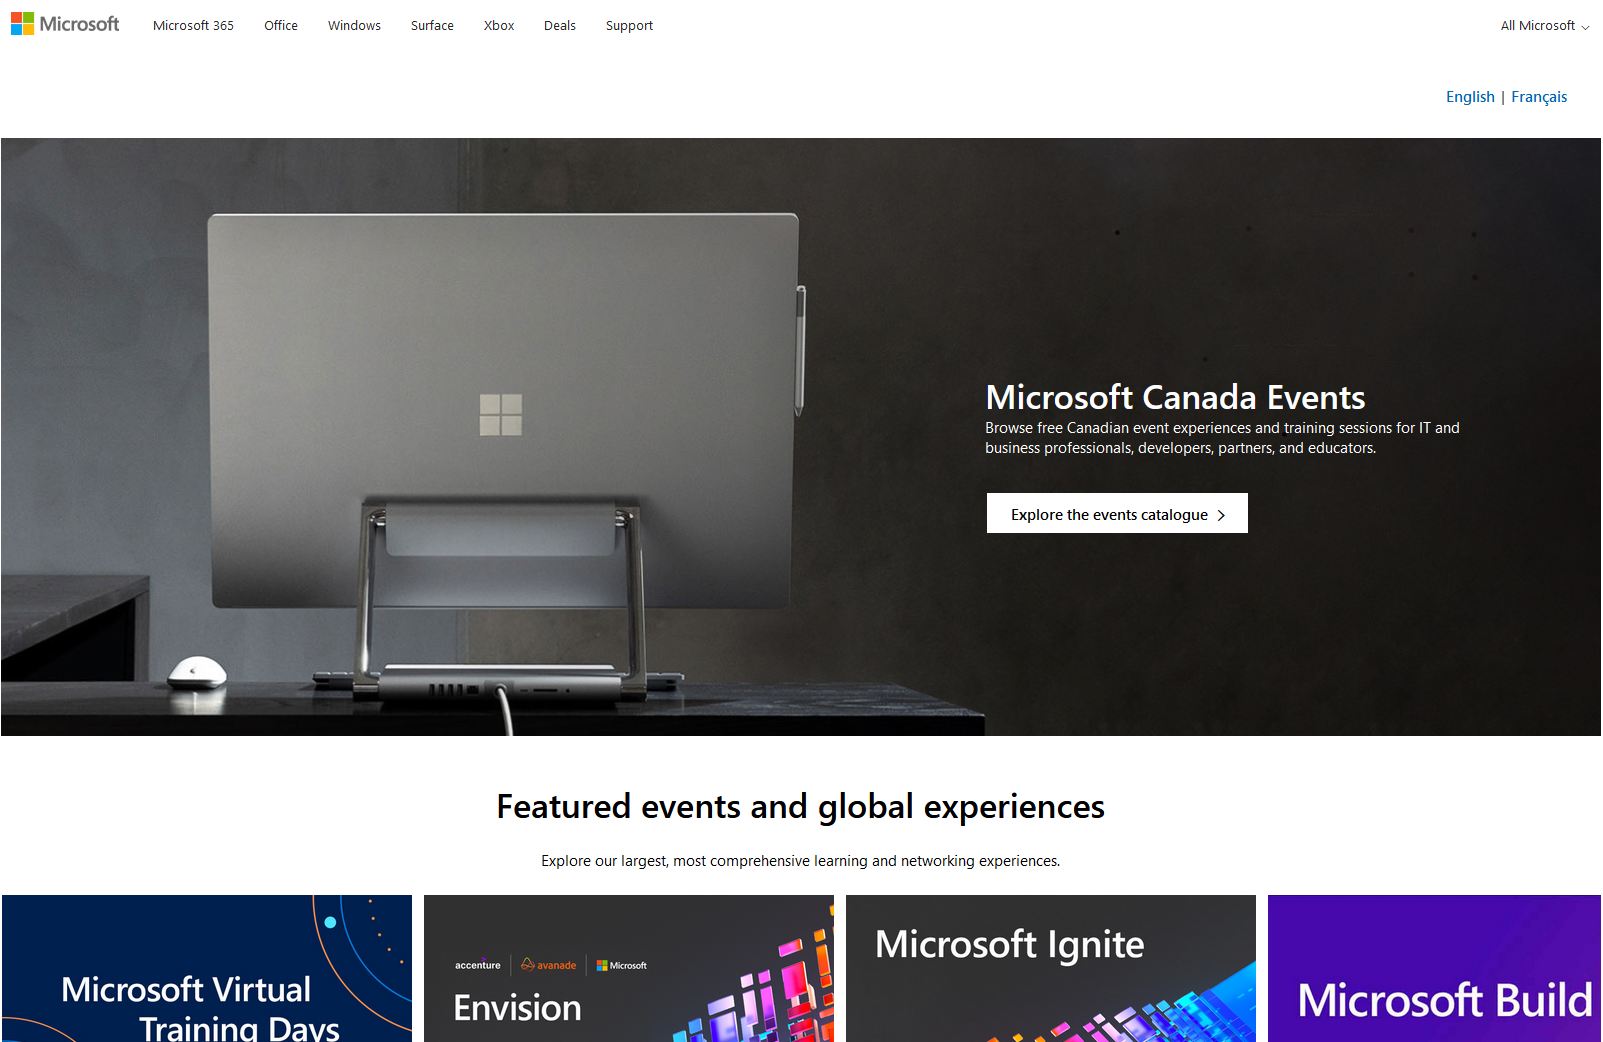 Microsoft
Microsoft 365
Office
Windows
Surface
Xbox
Deals
Support
All Microsoft
English | Français
Microsoft Canada Events
Browse free Canadian event experiences and training sessions for IT and
business professionals, developers, partners, and educators.
Explore the events catalogue
Featured events and global experiences
Explore our largest, most comprehensive learning and networking experiences.
Microsoft Virtual
Training Days
accenture
avanade
Microsoft
Envision
Microsoft Ignite
Microsoft Build